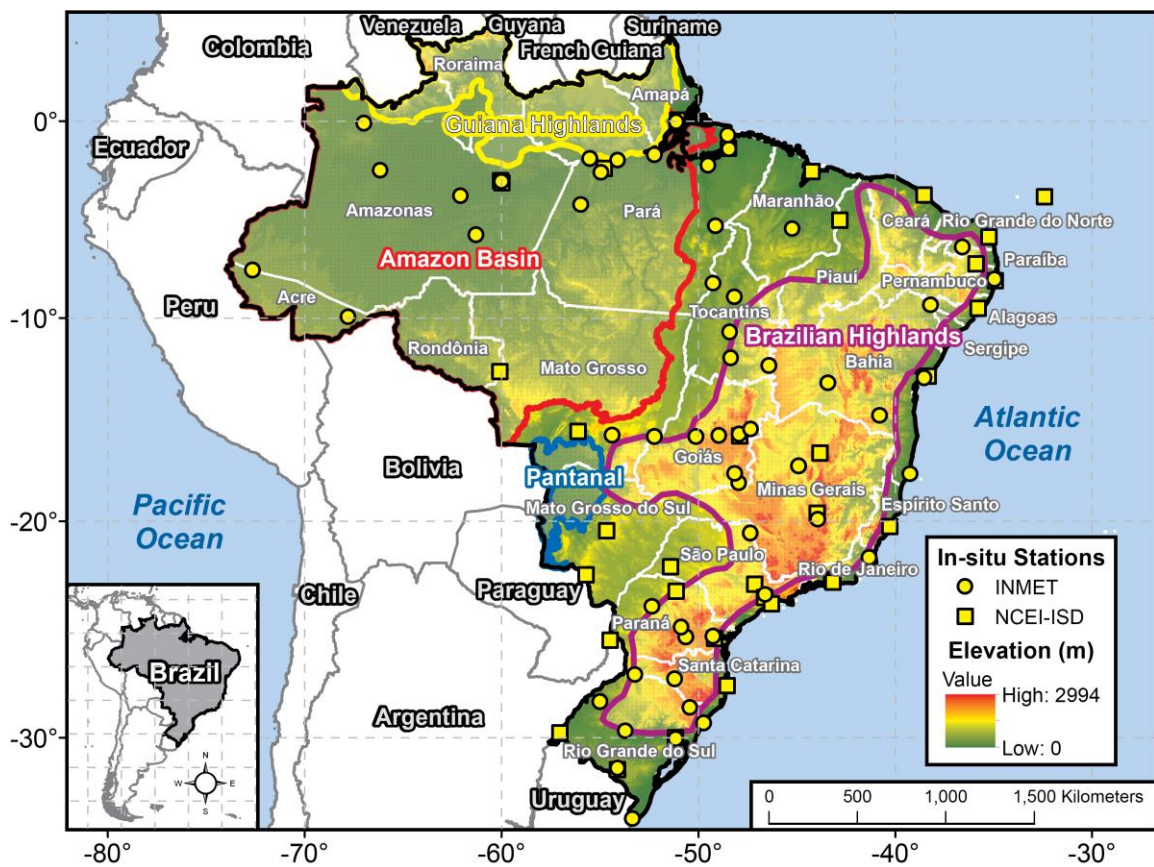 Venezuela
Guyana
Suriname
Colombia
French Guiana
Roraima
Amapá
0°
Guiana Highlands
Ecuador
Amazonas
Pará
Maranhão
Ceará
Rio Grande do Norte
Amazon Basin
Paraíba
Piauí
Pernambuco
Peru
Acre
Tocantins
-10°
Alagoas
Brazilian Highlands
Rondônia
Sergipe
Mato Grosso
Bahia
Atlantic
Ocean
Bolivia
Goiás
Pantanal
Minas Gerais
Pacific
Ocean
Mato Grosso do Sul
Espírito Santo
-20°
São Paulo
Rio de Janeiro
Paraguay
Chile
Paraná
Santa Catarina
Argentina
-30°
Rio Grande do Sul
Uruguay
In-situ Stations
INMET
NCEI-ISD
Elevation (m)
Value
High: 2994
Low: 0
Brazil
N
W
E
S
0
500
1,000
1,500 Kilometers
-80°
-70°
-60°
-50°
-40°
-30°